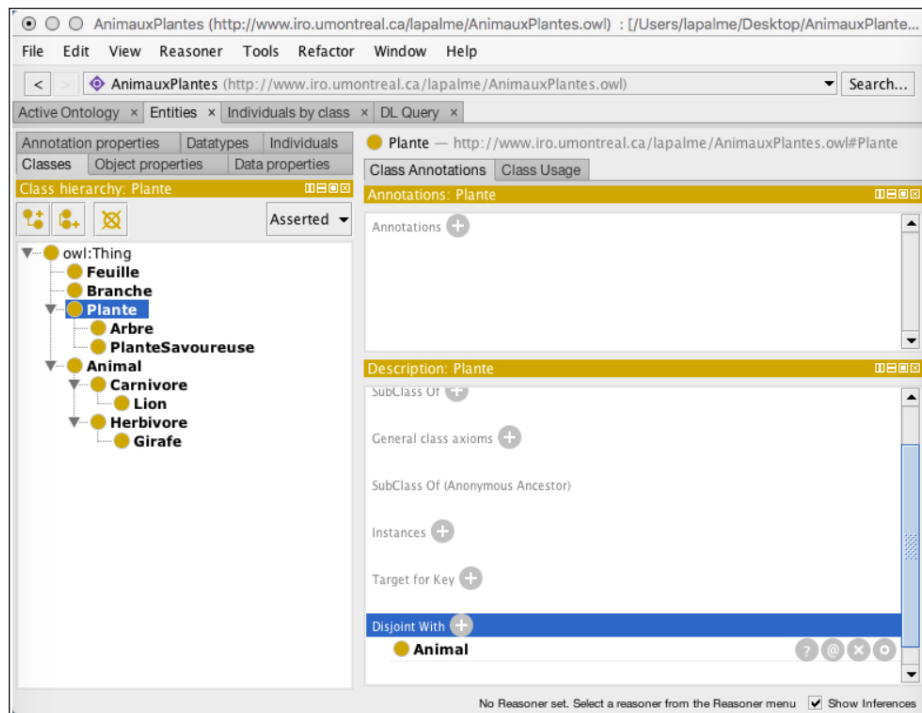 AnimauxPlantes (http://www.iro.umontreal.ca/lapalme/AnimauxPlantes.owl) : [/Users/lapalme/Desktop/AnimauxPlante...
File Edit View Reasoner Tools Refactor Window Help
< > AnimauxPlantes (http://www.iro.umontreal.ca/lapalme/AnimauxPlantes.owl) Search...
Active Ontology × Entities × Individuals by class × DL Query ×
Annotation properties Datatypes Individuals
Classes Object properties Data properties
Class hierarchy: Plante
Asserted
owl:Thing
Feuille
Branche
Plante
Arbre
PlanteSavoureuse
Animal
Carnivore
Lion
Herbivore
Girafe
Plante — http://www.iro.umontreal.ca/lapalme/AnimauxPlantes.owl#Plante
Class Annotations Class Usage
Annotations: Plante
Annotations
Description: Plante
SubClass Of
General class axioms
SubClass Of (Anonymous Ancestor)
Instances
Target for Key
Disjoint With
Animal ? @ × o
No Reasoner set. Select a reasoner from the Reasoner menu Show Inferences